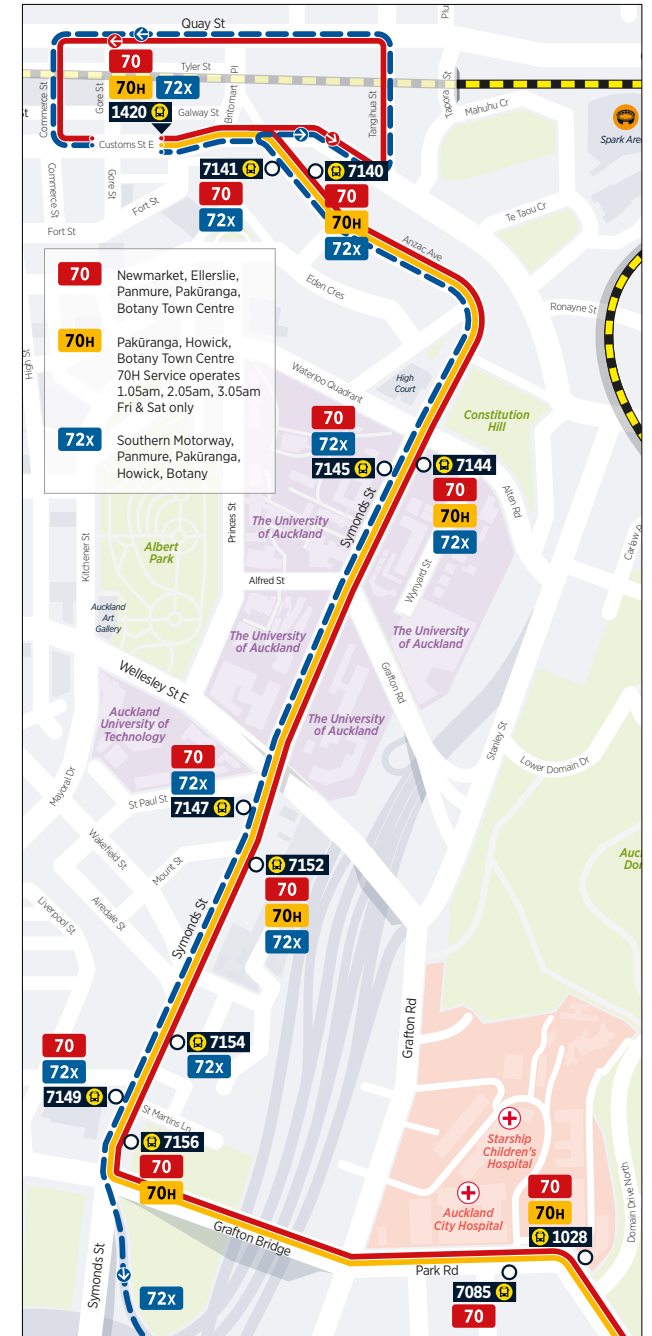 Quay St
Plu
70
Tyler St
70H 72X
1420
Commerce St
Gore St
Galway St
Britomart Pl
Tangihua St
Tapora St
Mahuhu Cr
Spark Are
Customs St E
7141
7140
70
72X
70
70H
72X
Commerce St
Gore St
Fort St
Fort St
Te Taou Cr
Anzac Ave
Eden Cres
Ronayne St
70 Newmarket, Ellerslie,
Panmure, Pakūranga,
Botany Town Centre
70H Pakūranga, Howick,
Botany Town Centre
70H Service operates
1.05am, 2.05am, 3.05am
Fri & Sat only
72X Southern Motorway,
Panmure, Pakūranga,
Howick, Botany
High St
Waterloo Quadrant
High
Court
Constitution
Hill
70
72X
7145
7144
70
70H
72X
Symonds St
Alten Rd
Princes St
The University
of Auckland
Kitchener St
Albert
Park
Alfred St
Wynyard St
Carlaw
Auckland
Art
Gallery
The University
of Auckland
The University
of Auckland
Wellesley St E
Grafton Rd
Auckland
University of
Technology
The University
of Auckland
Stanley St
Lower Domain Dr
70
72X
7147
Mayoral Dr
St Paul St
Wakefield St
Mount St
7152
70
70H
72X
Auc
Do
Airedale St
Liverpool St
Symonds St
Grafton Rd
70
72X
7149
7154
72X
St Martins Ln
7156
70
70H
Starship
Children's
Hospital
Auckland
City Hospital
70
70H
1028
Domain Drive North
Grafton Bridge
Park Rd
7085
70
Symonds St
72X